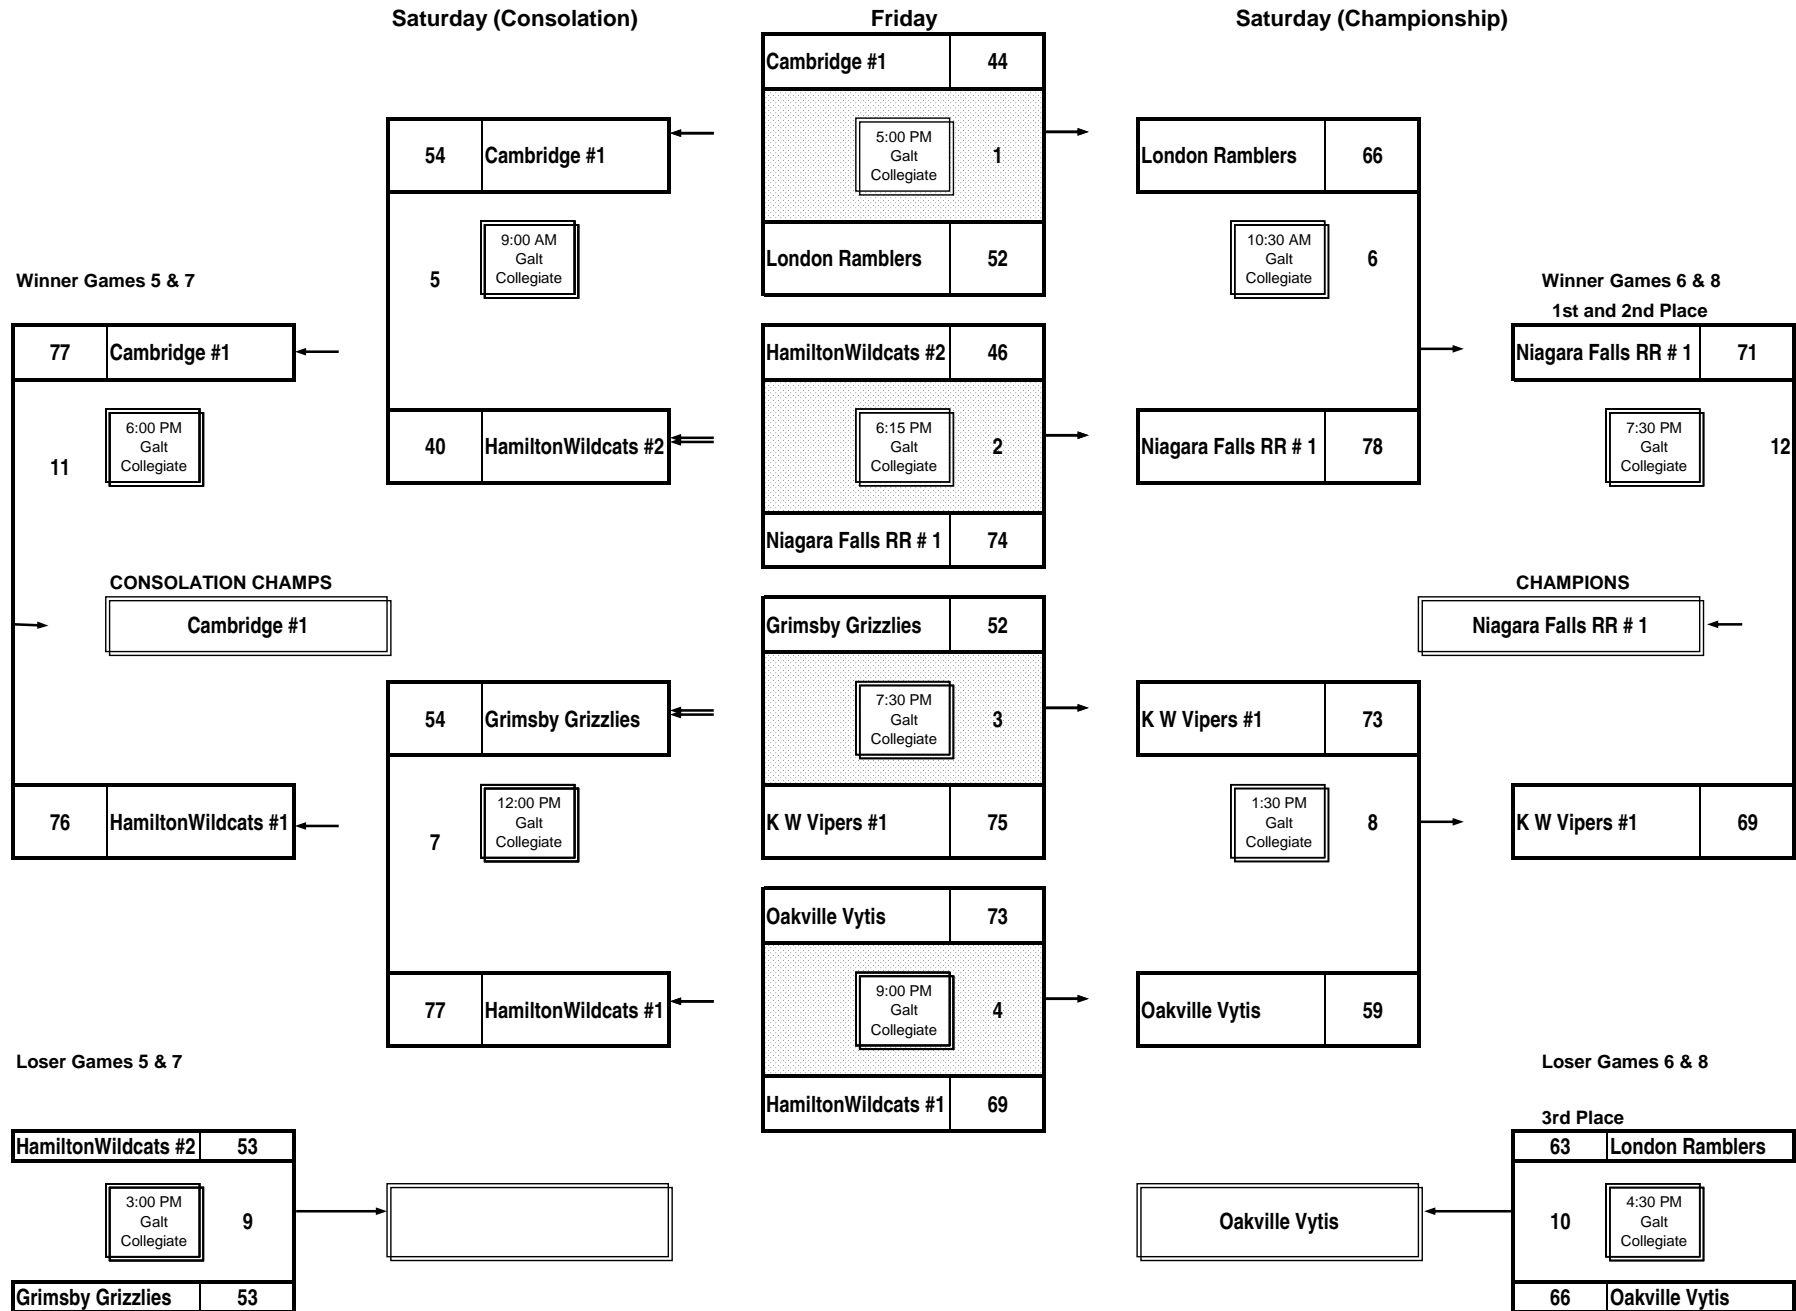 Saturday (Consolation)
Friday
Saturday (Championship)
Cambridge #1 44
5:00 PM
Galt
Collegiate
1
London Ramblers 52
54 Cambridge #1
9:00 AM
Galt
Collegiate
5
40 HamiltonWildcats #2
London Ramblers 66
10:30 AM
Galt
Collegiate
6
Niagara Falls RR # 1 78
Winner Games 5 & 7
77 Cambridge #1
6:00 PM
Galt
Collegiate
11
76 HamiltonWildcats #1
CONSOLATION CHAMPS
Cambridge #1
HamiltonWildcats #2 46
6:15 PM
Galt
Collegiate
2
Niagara Falls RR # 1 74
Winner Games 6 & 8
1st and 2nd Place
Niagara Falls RR # 1 71
7:30 PM
Galt
Collegiate
12
K W Vipers #1 69
CHAMPIONS
Niagara Falls RR # 1
Grimsby Grizzlies 52
7:30 PM
Galt
Collegiate
3
K W Vipers #1 75
54 Grimsby Grizzlies
12:00 PM
Galt
Collegiate
7
77 HamiltonWildcats #1
K W Vipers #1 73
1:30 PM
Galt
Collegiate
8
Oakville Vytis 59
Oakville Vytis 73
9:00 PM
Galt
Collegiate
4
HamiltonWildcats #1 69
Loser Games 5 & 7
HamiltonWildcats #2 53
3:00 PM
Galt
Collegiate
9
Grimsby Grizzlies 53
Loser Games 6 & 8
3rd Place
63 London Ramblers
4:30 PM
Galt
Collegiate
10
66 Oakville Vytis
Oakville Vytis